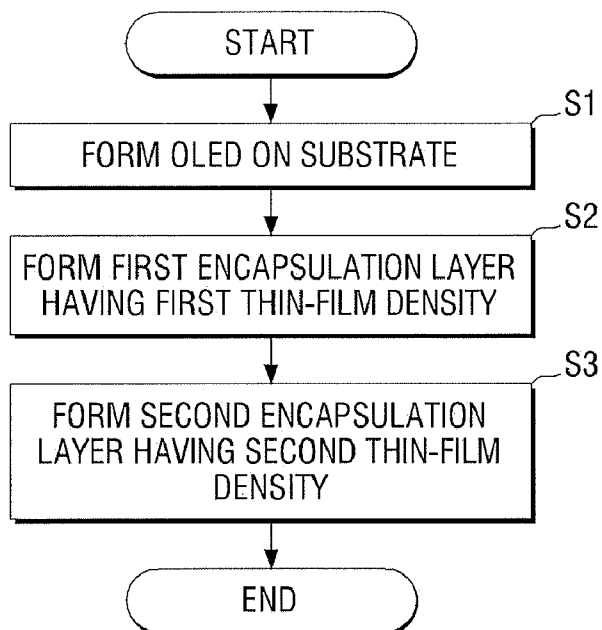 START
S1
FORM OLED ON SUBSTRATE
S2
FORM FIRST ENCAPSULATION LAYER
HAVING FIRST THIN-FILM DENSITY
S3
FORM SECOND ENCAPSULATION
LAYER HAVING SECOND THIN-FILM
DENSITY
END